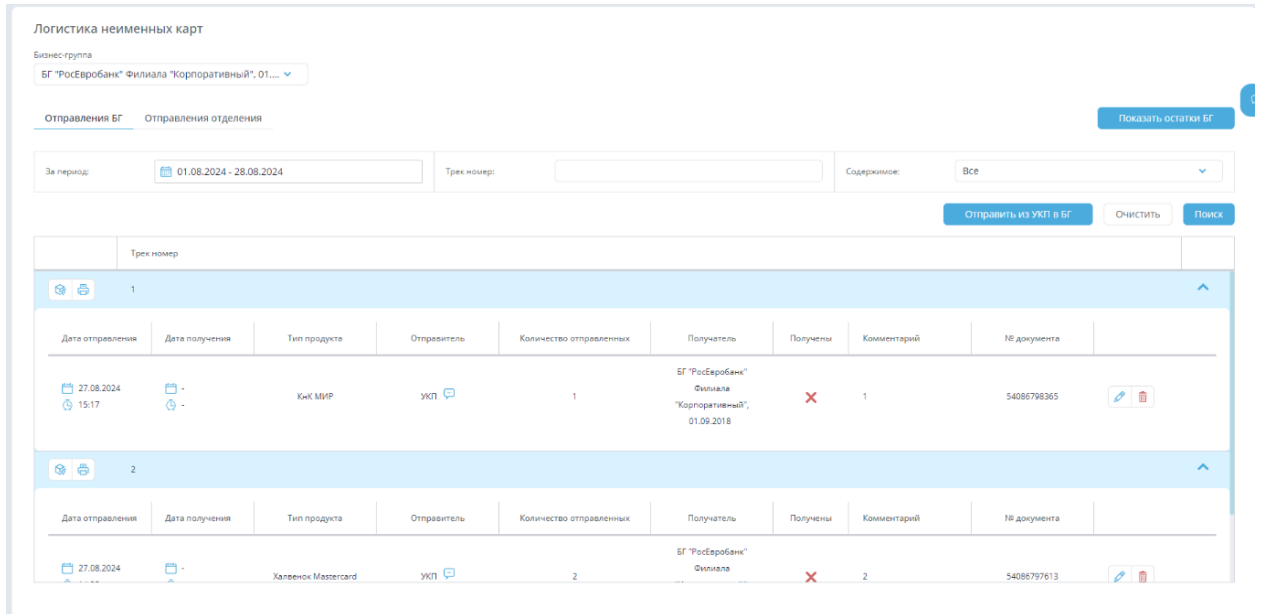 Логистика неименных карт
Бизнес-группа
БГ "РосЕвробанк" Филиала "Корпоративный", 01....
Отправления БГ Отправления отделения Показать остатки БГ
За период: 01.08.2024 - 28.08.2024 Трек номер: Содержимое: Все
Отправить из УКП в БГ Очистить Поиск
Трек номер
1
Дата отправления Дата получения Тип продукта Отправитель Количество отправленных Получатель Получены Комментарий № документа
27.08.2024 - КнК МИР УКП 1 БГ "РосЕвробанк" 1 54086798365
15:17 - Филиала
"Корпоративный",
01.09.2018
2
Дата отправления Дата получения Тип продукта Отправитель Количество отправленных Получатель Получены Комментарий № документа
27.08.2024 - Халвенок Mastercard УКП 2 БГ "РосЕвробанк" 2 54086797613
Филиала